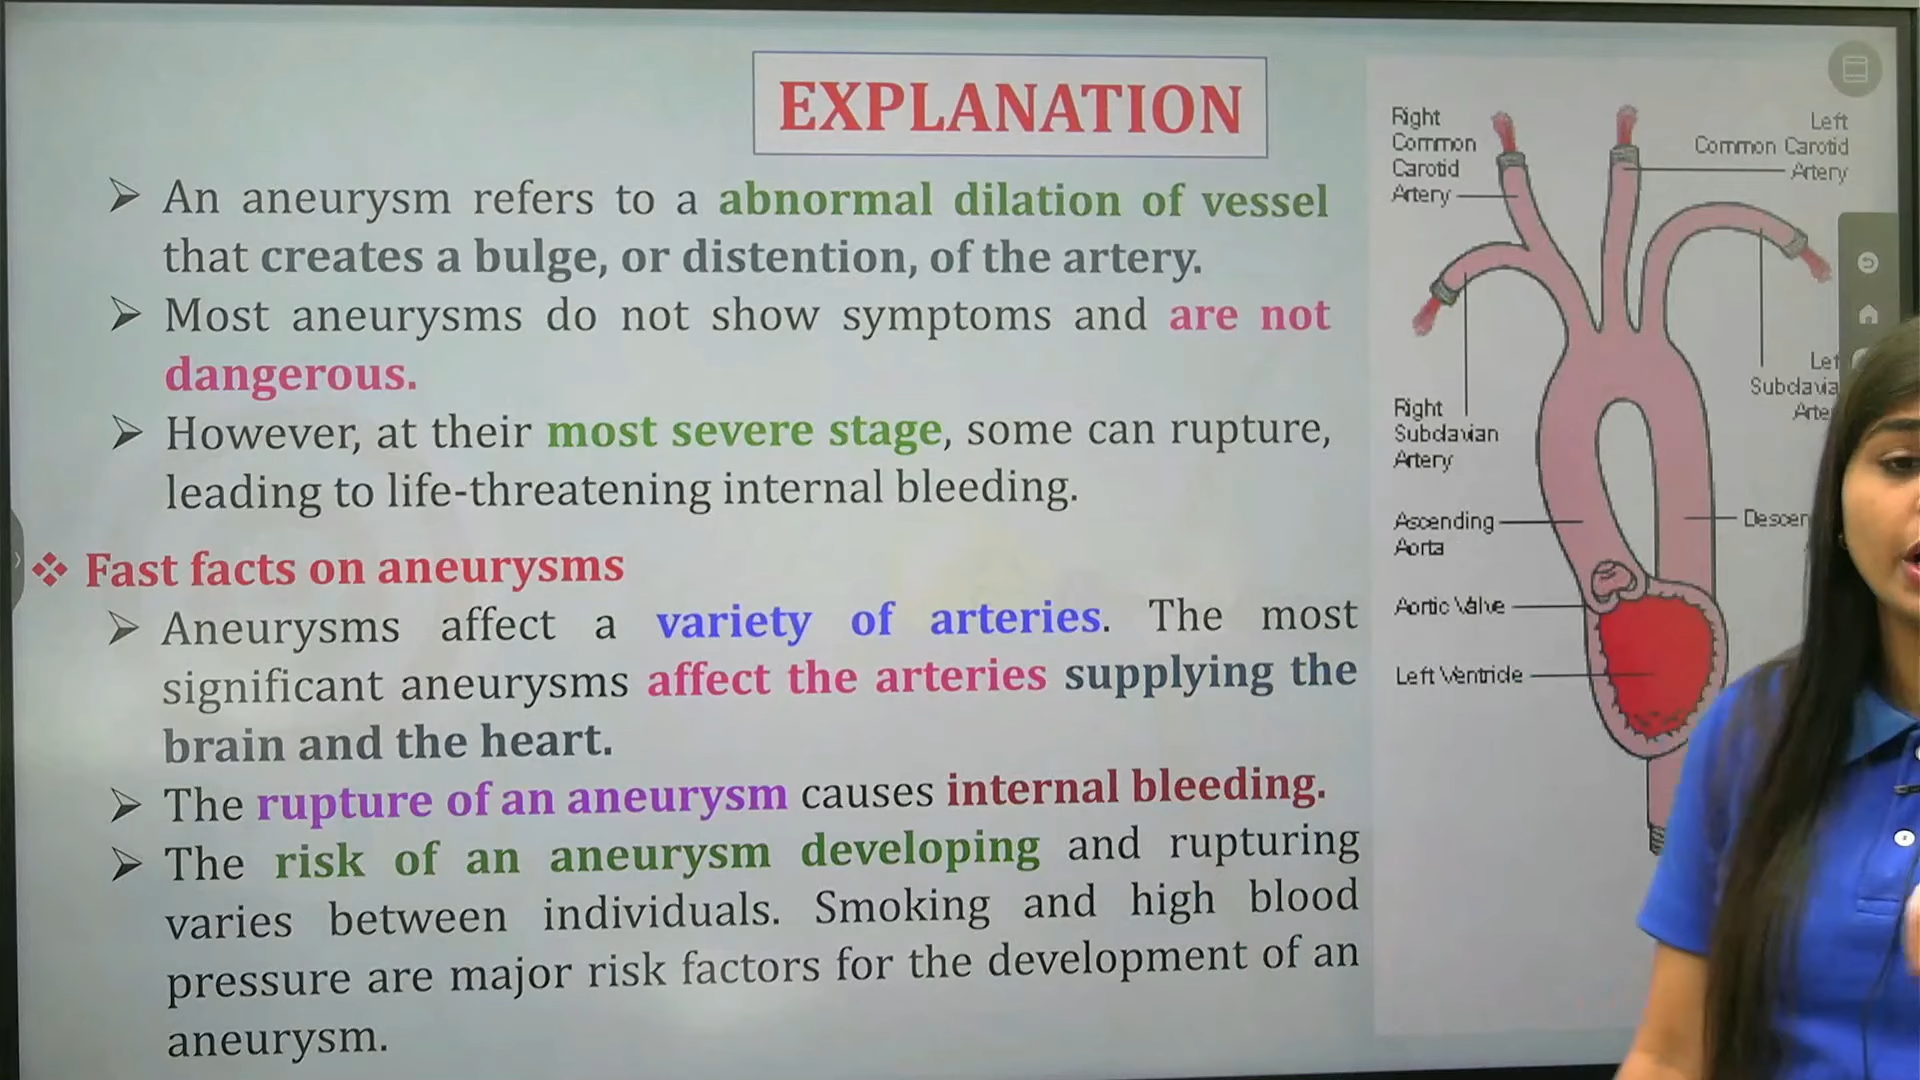 EXPLANATION
➢ An aneurysm refers to a abnormal dilation of vessel
that creates a bulge, or distention, of the artery.
➢ Most aneurysms do not show symptoms and are not
dangerous.
➢ However, at their most severe stage, some can rupture,
leading to life-threatening internal bleeding.
❖ Fast facts on aneurysms
➢ Aneurysms affect a variety of arteries. The most
significant aneurysms affect the arteries supplying the
brain and the heart.
➢ The rupture of an aneurysm causes internal bleeding.
➢ The risk of an aneurysm developing and rupturing
varies between individuals. Smoking and high blood
pressure are major risk factors for the development of an
aneurysm.
Right
Common
Carotid
Artery
Left
Common Carotid
Artery
Right
Subclavian
Artery
Ascending
Aorta
Aortic Valve
Left Ventricle